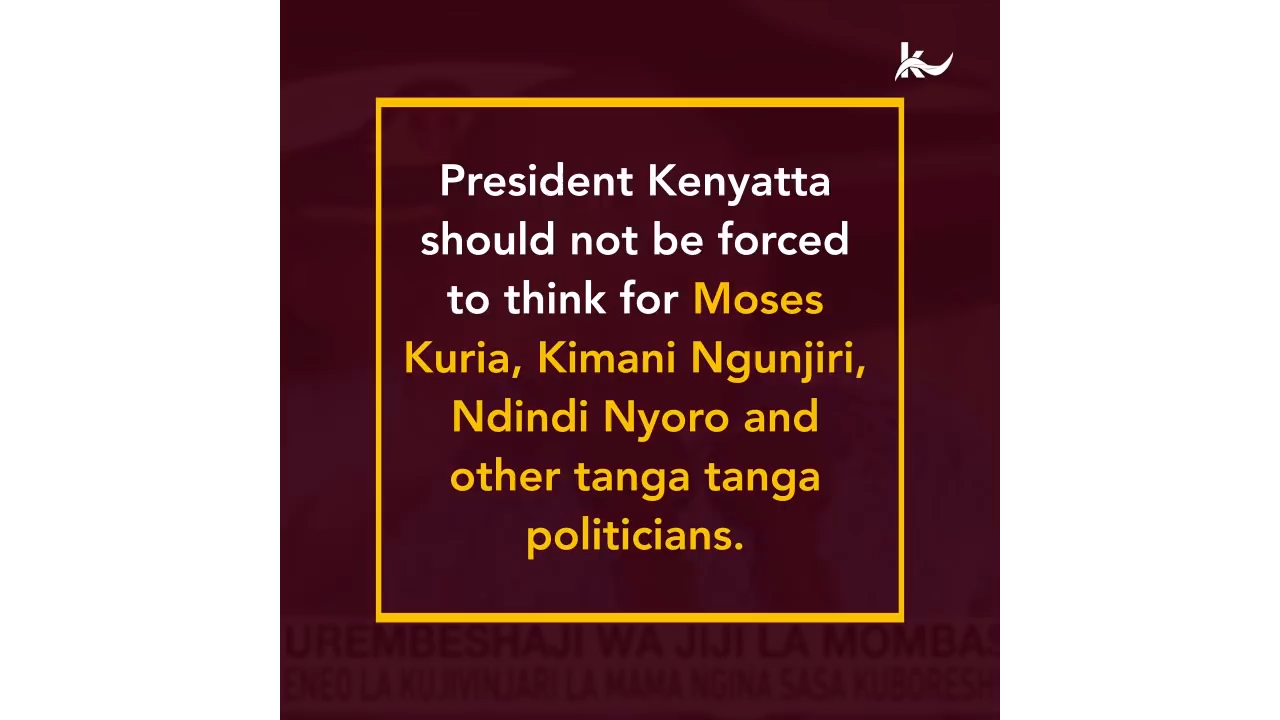 k
President Kenyatta
should not be forced
to think for Moses
Kuria, Kimani Ngunjiri,
Ndindi Nyoro and
other tanga tanga
politicians.
UREMBESHAJI WA JIJI LA MOMBAS
ENEO LA KUJIVINJARI LA MAMA NGINA SASA KUBORESH